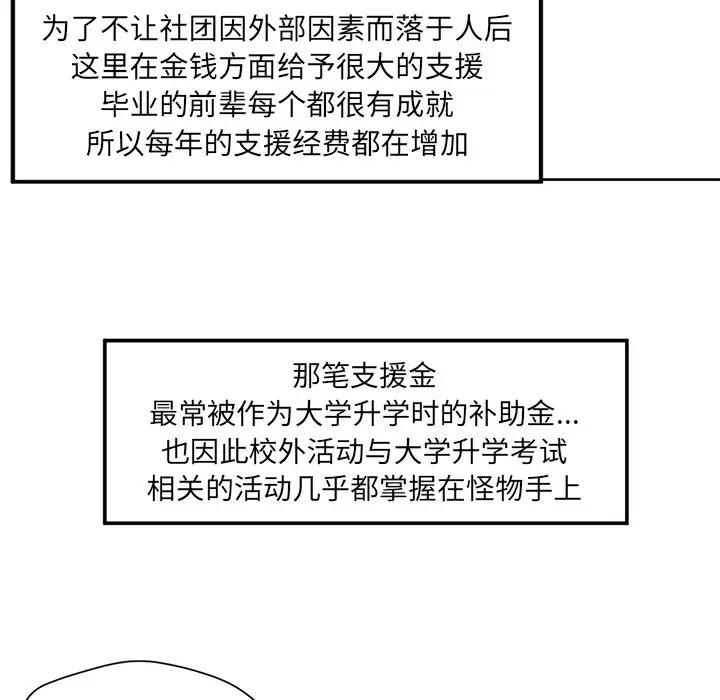 为了不让社团因外部因素而落于人后
这里在金钱方面给予很大的支援
毕业的前辈每个都很有成就
所以每年的支援经费都在增加
那笔支援金
最常被作为大学升学时的补助金...
也因此校外活动与大学升学考试
相关的活动几乎都掌握在怪物手上